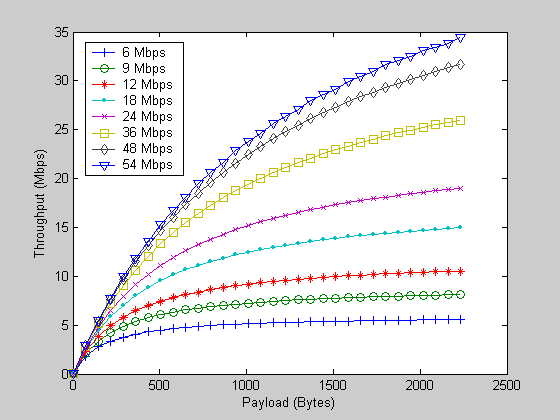 35
30
25
20
15
10
5
0
Throughput (Mbps)
6 Mbps
9 Mbps
12 Mbps
18 Mbps
24 Mbps
36 Mbps
48 Mbps
54 Mbps
0
500
1000
1500
2000
2500
Payload (Bytes)